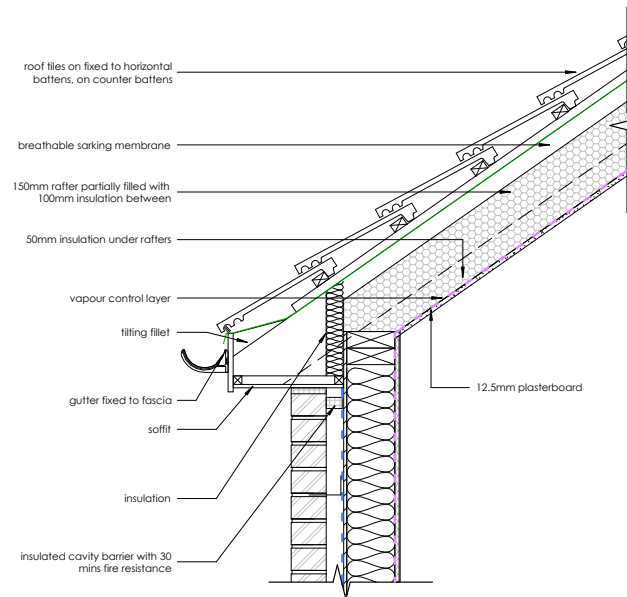 roof tiles on fixed to horizontal
battens, on counter battens
breathable sarking membrane
150mm rafter partially filled with
100mm insulation between
50mm insulation under rafters
vapour control layer
tilting fillet
12.5mm plasterboard
gutter fixed to fascia
soffit
insulation
insulated cavity barrier with 30
mins fire resistance